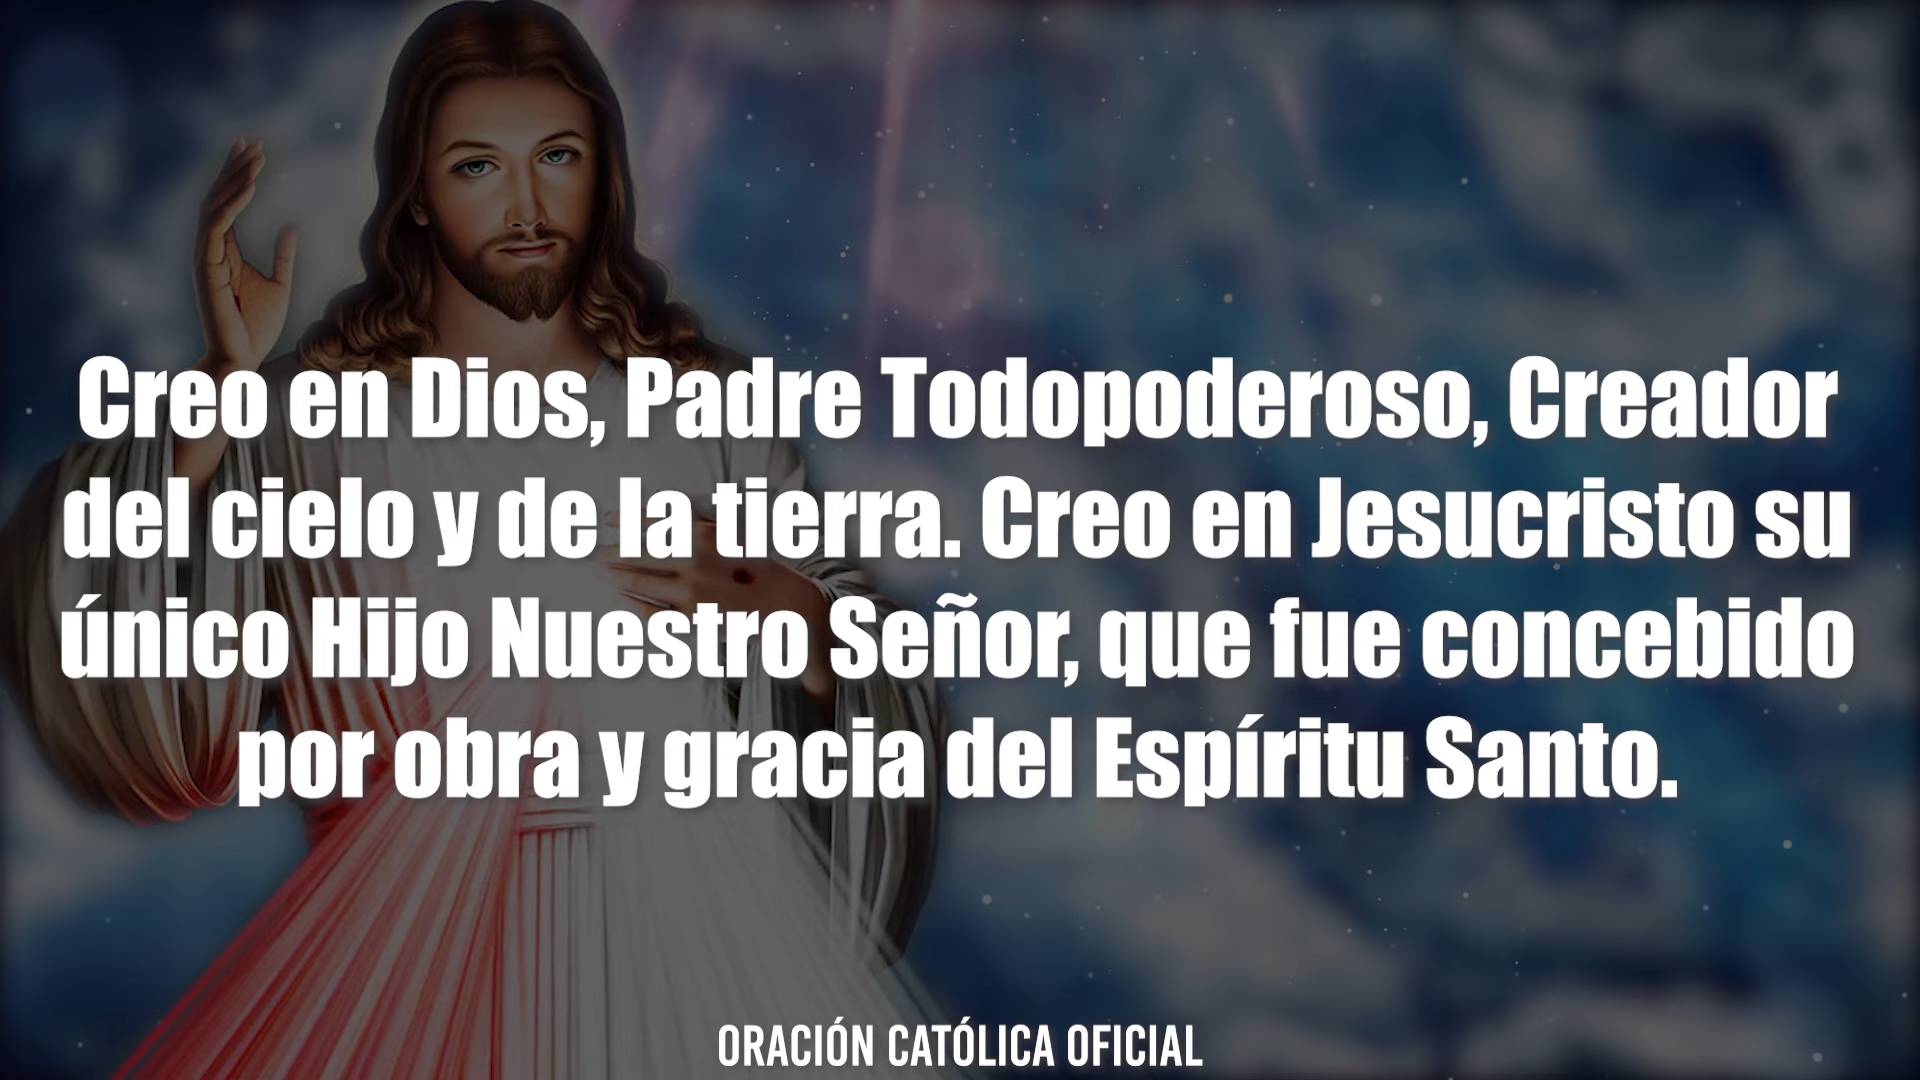 Creo en Dios, Padre Todopoderoso, Creador
del cielo y de la tierra. Creo en Jesucristo su
único Hijo Nuestro Señor, que fue concebido
por obra y gracia del Espíritu Santo.
ORACIÓN CATÓLICA OFICIAL